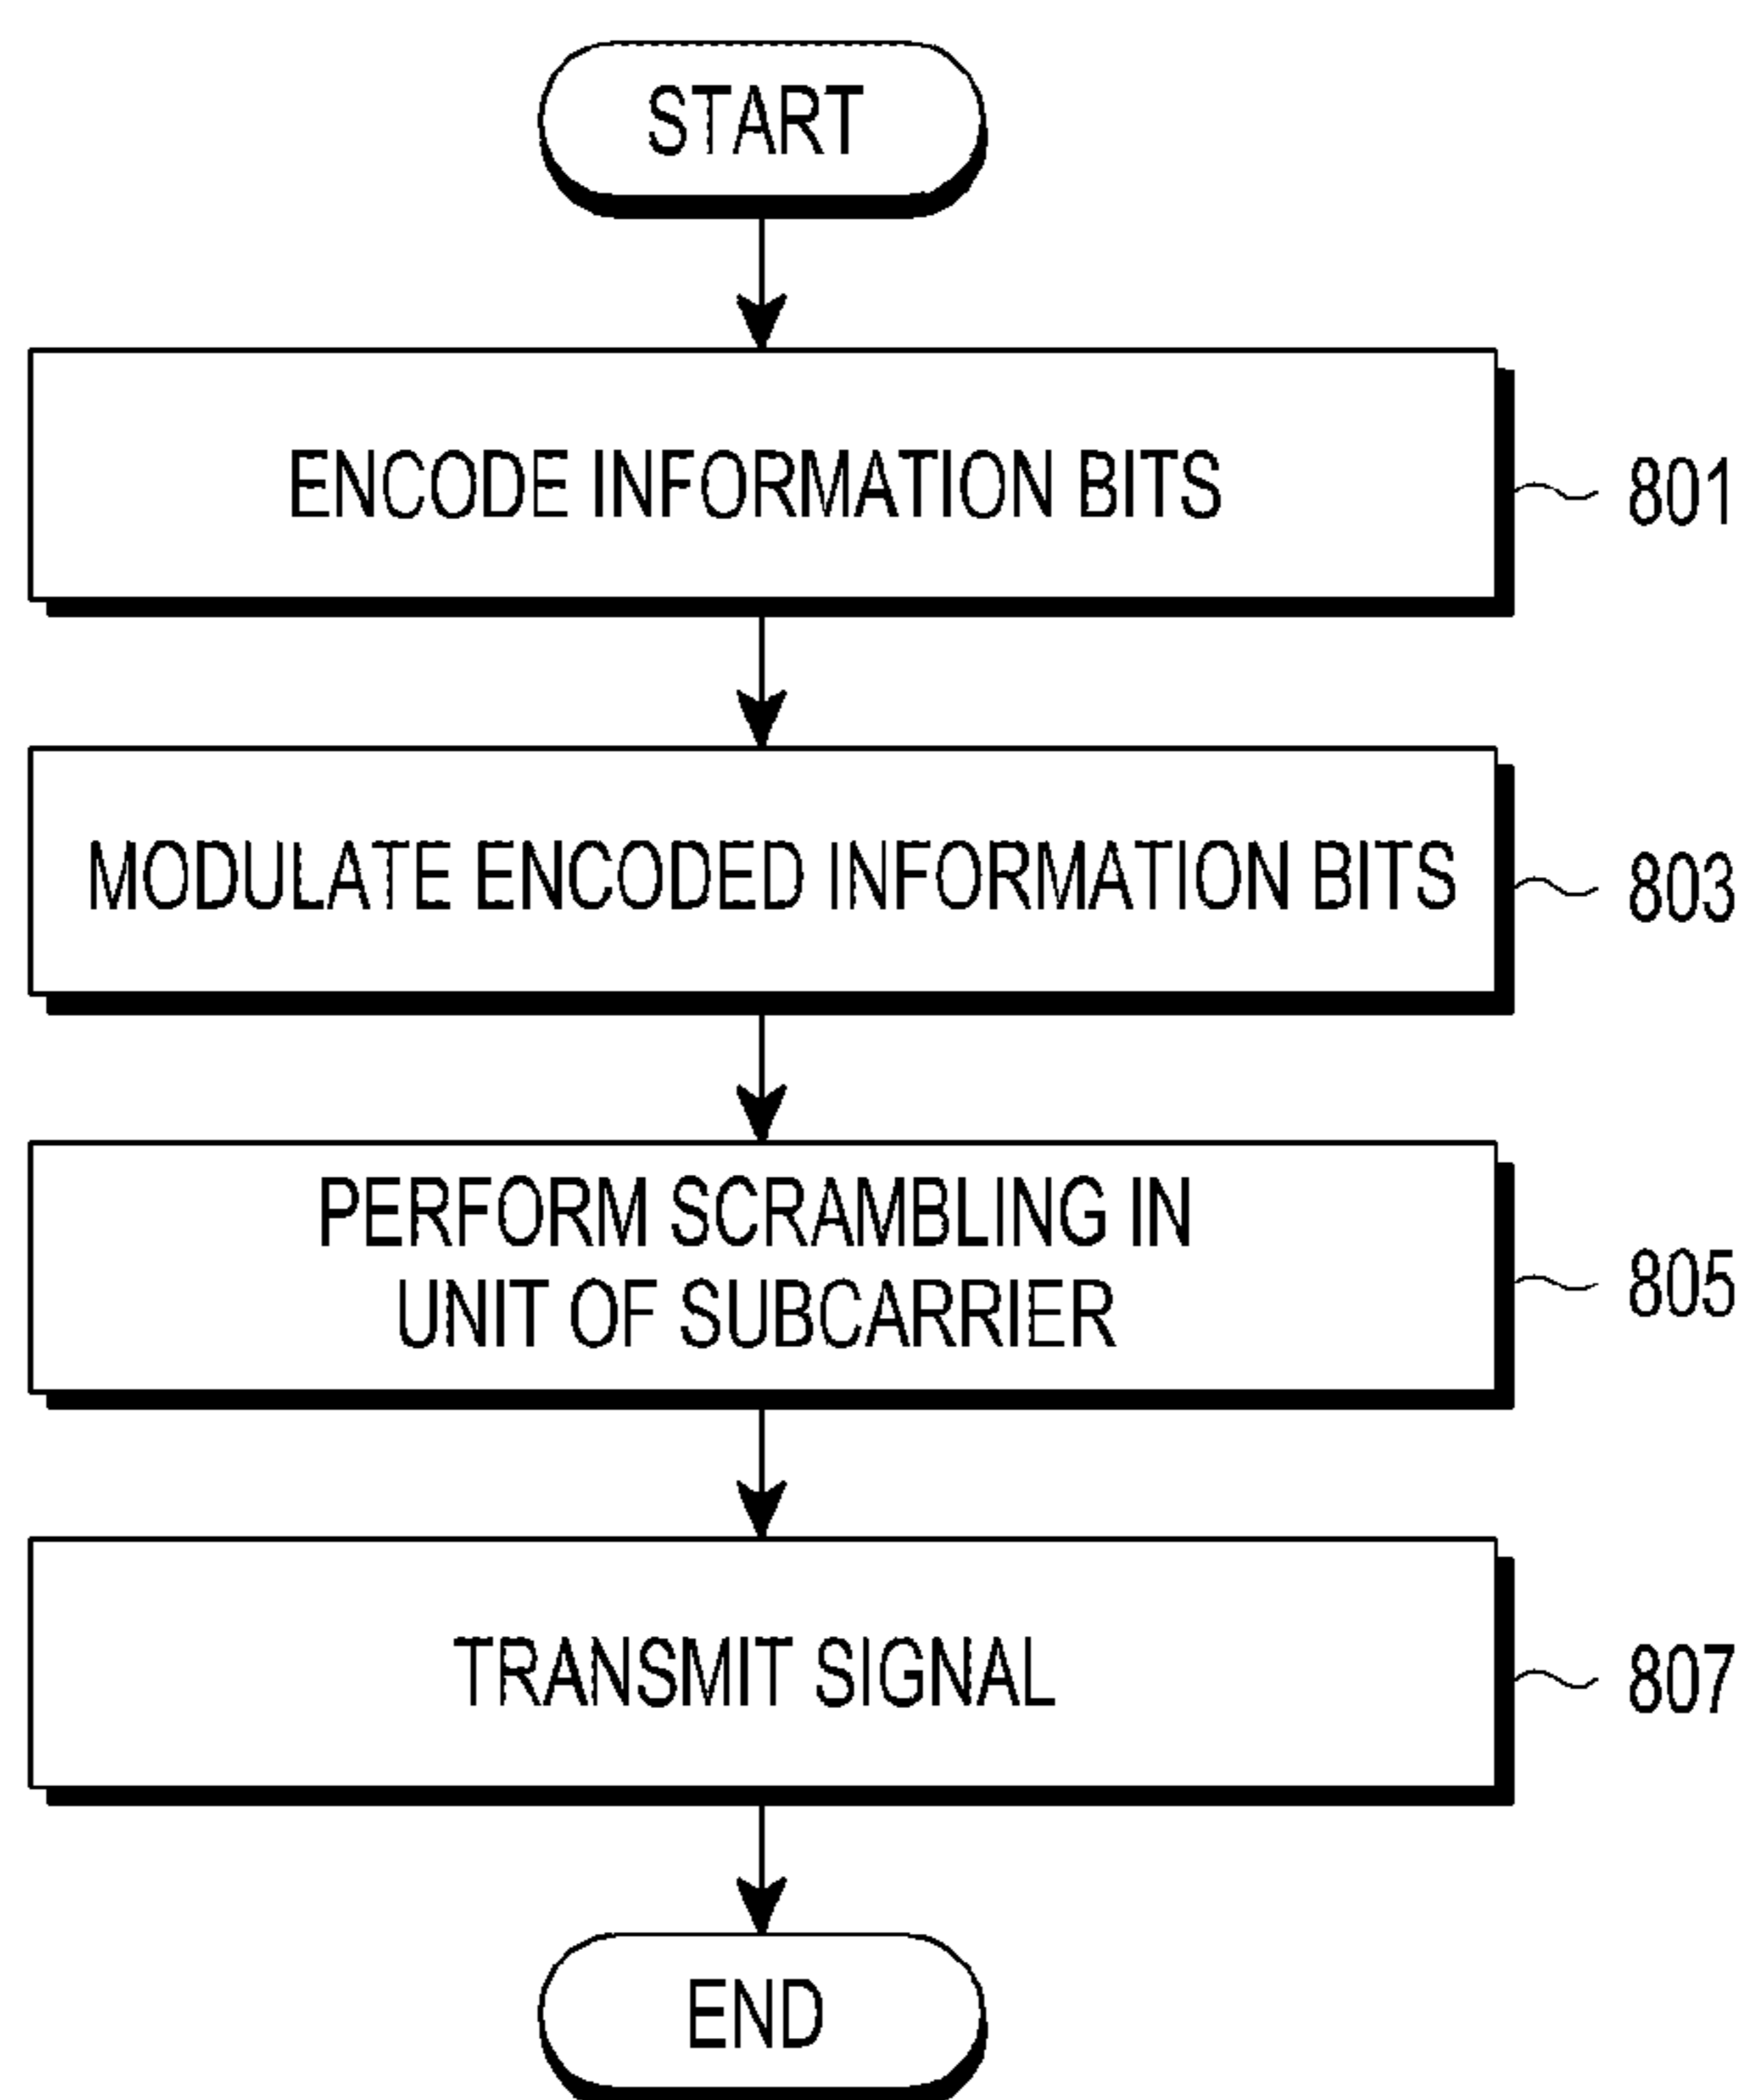 START
ENCODE INFORMATION BITS
801
MODULATE ENCODED INFORMATION BITS
803
PERFORM SCRAMBLING IN
UNIT OF SUBCARRIER
805
TRANSMIT SIGNAL
807
END